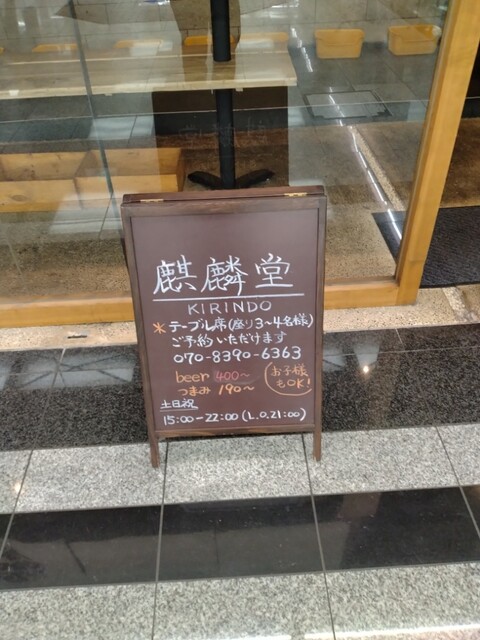 麒麟堂
KIRINDO
*テーブル席(座り3~4名様)
ご予約いただけます
070-8390-6363
beer 400~
つまみ 190~
お子様
もOK!
土日祝
15:00-22:00(L.O.21:00)